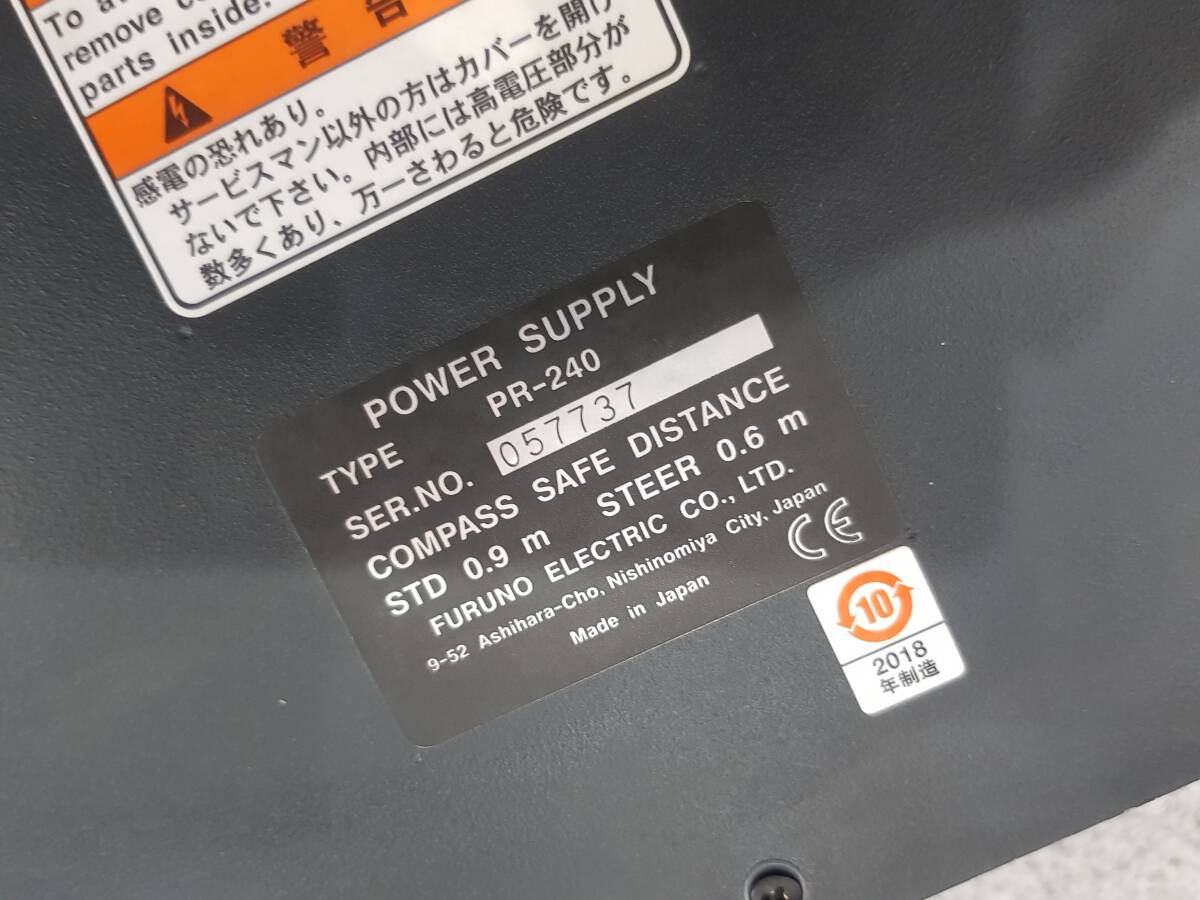 To
remove
parts inside.
警告
感電の恐れあり。
サービスマン以外の方はカバーを開け
ないで下さい。内部には高電圧部分が
数多くあり、万一さわると危険です。
POWER SUPPLY
TYPE PR-240
SER.NO. 057737
COMPASS SAFE DISTANCE
STD 0.9 m STEER 0.6 m
FURUNO ELECTRIC CO., LTD.
9-52 Ashihara-Cho, Nishinomiya City, Japan
Made in Japan
CE
10
2018
年制造